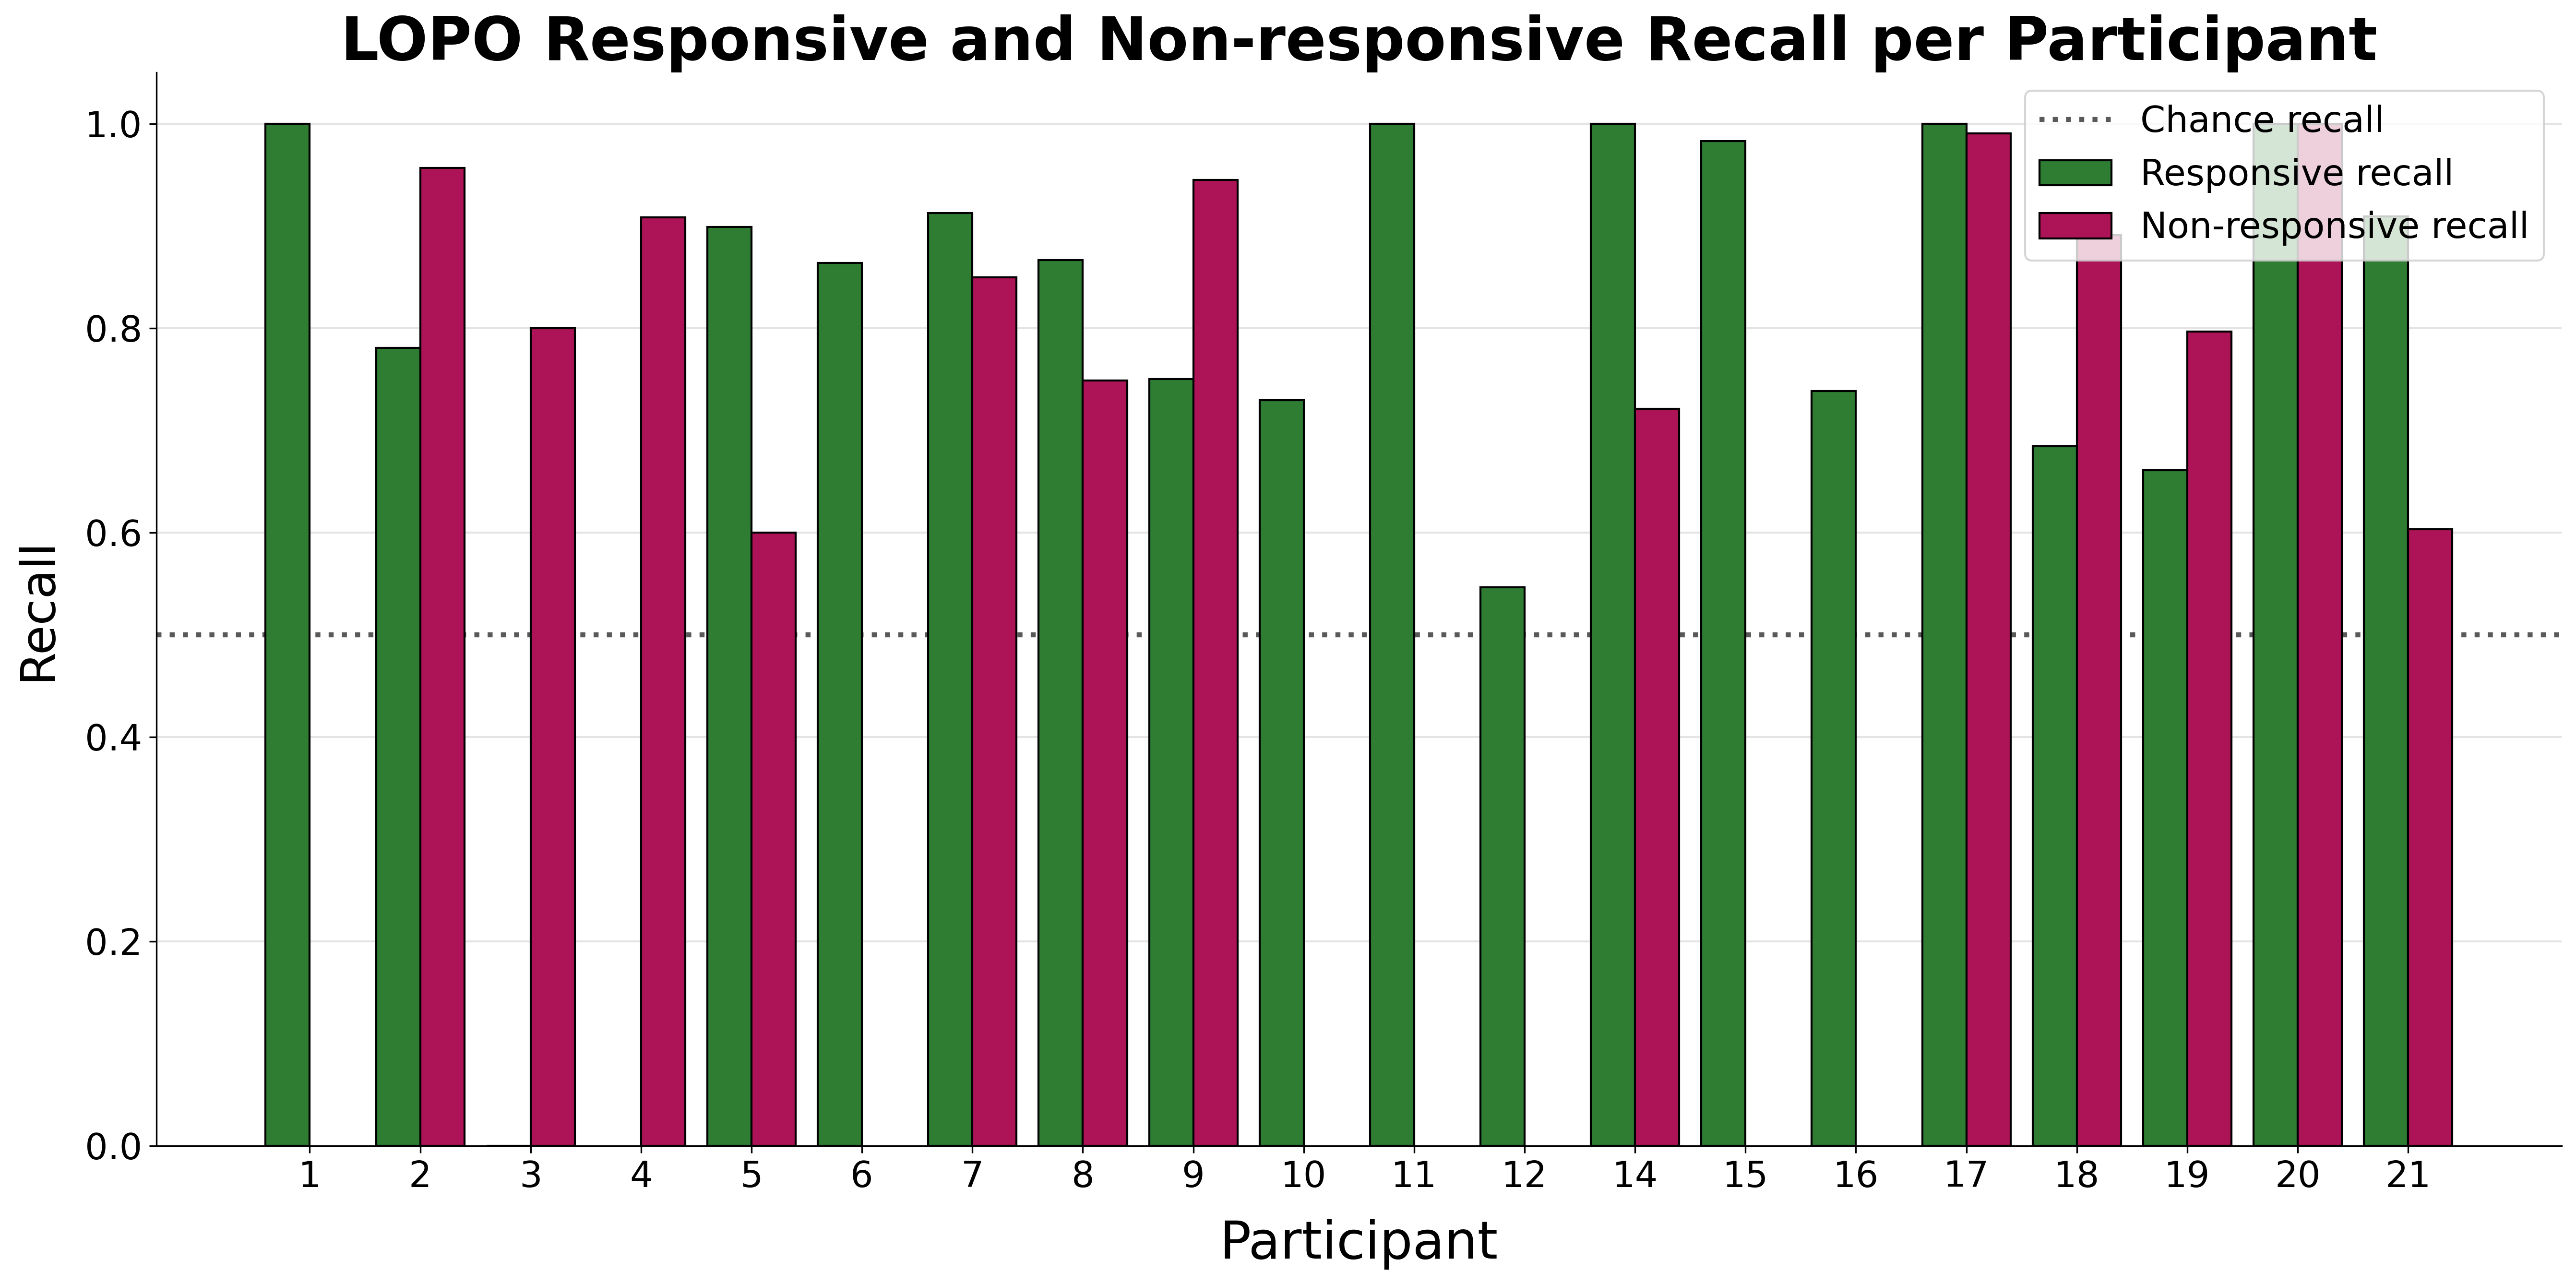 LOPO Responsive and Non-responsive Recall per Participant
Chance recall
Responsive recall
Non-responsive recall
1.0
0.8
0.6
0.4
0.2
0.0
Recall
1 2 3 4 5 6 7 8 9 10 11 12 14 15 16 17 18 19 20 21
Participant